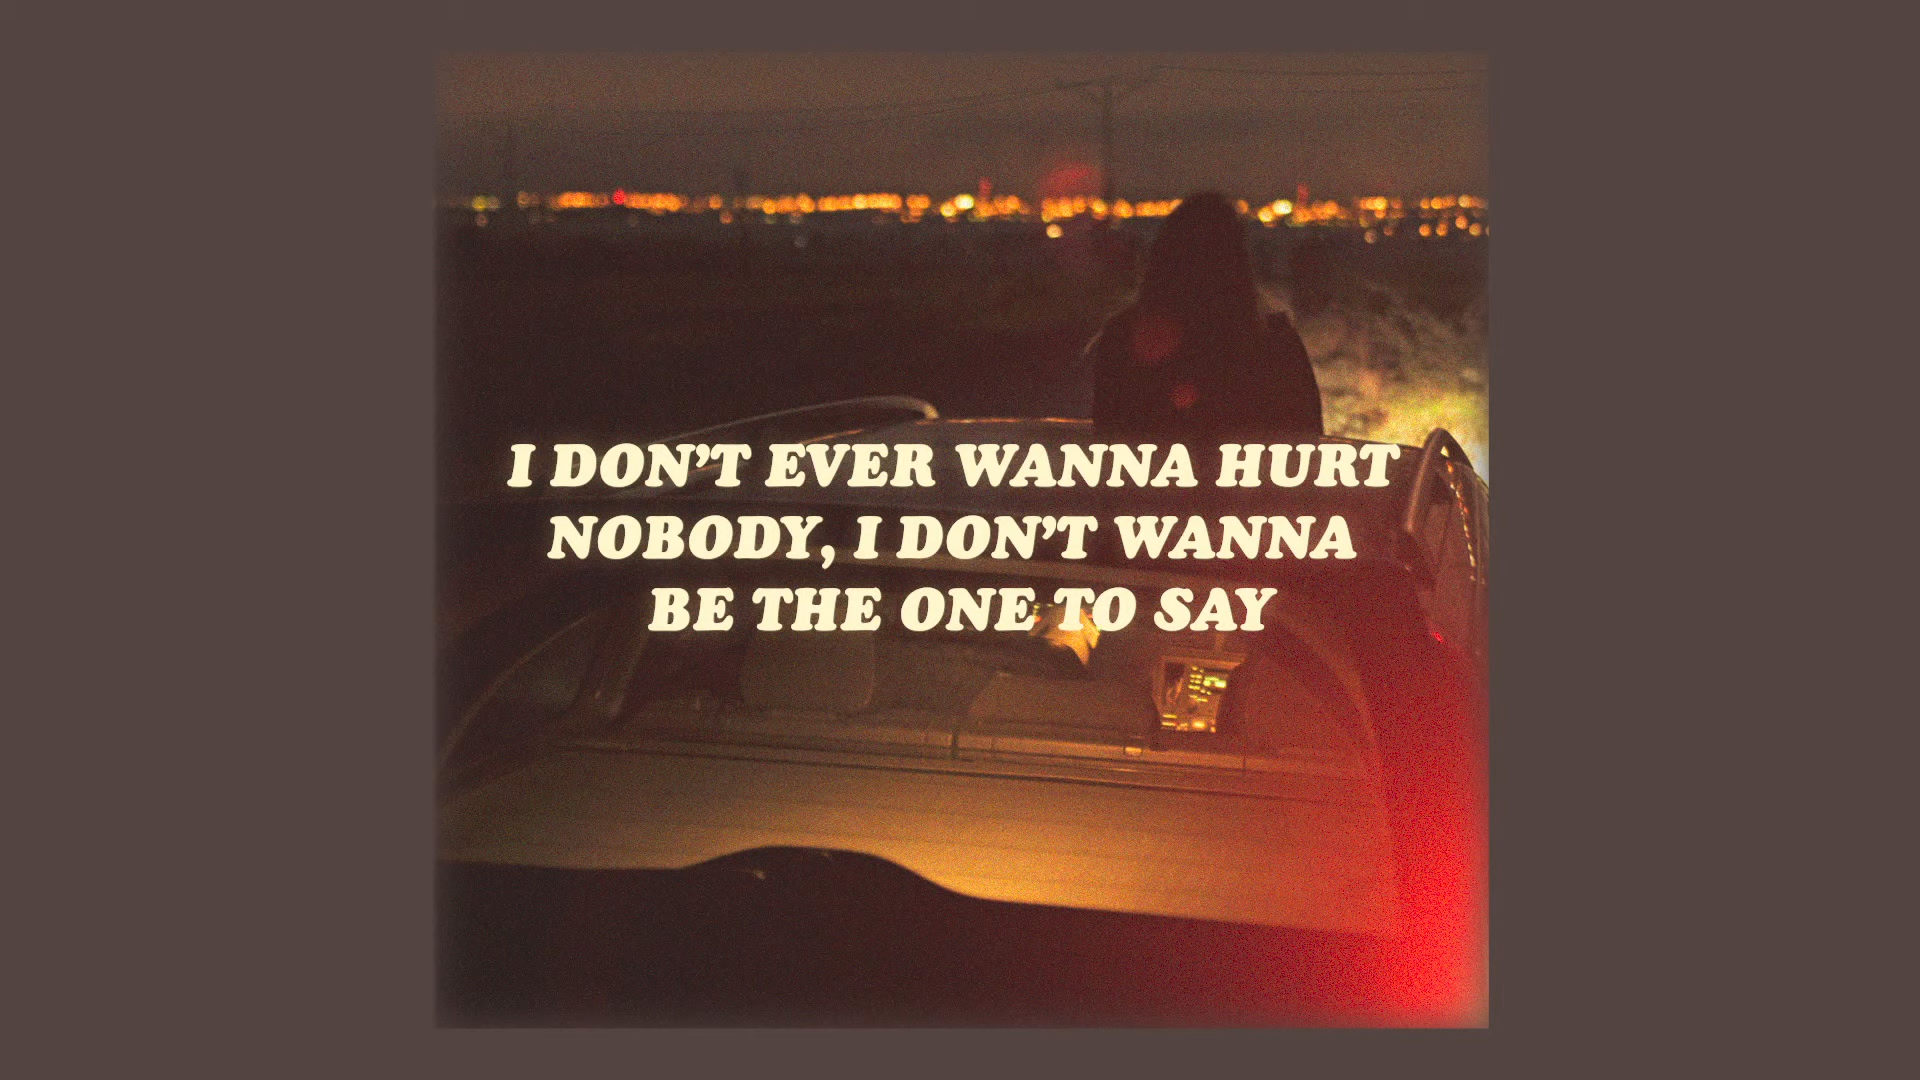 I DON’T EVER WANNA HURT
NOBODY, I DON’T WANNA
BE THE ONE TO SAY